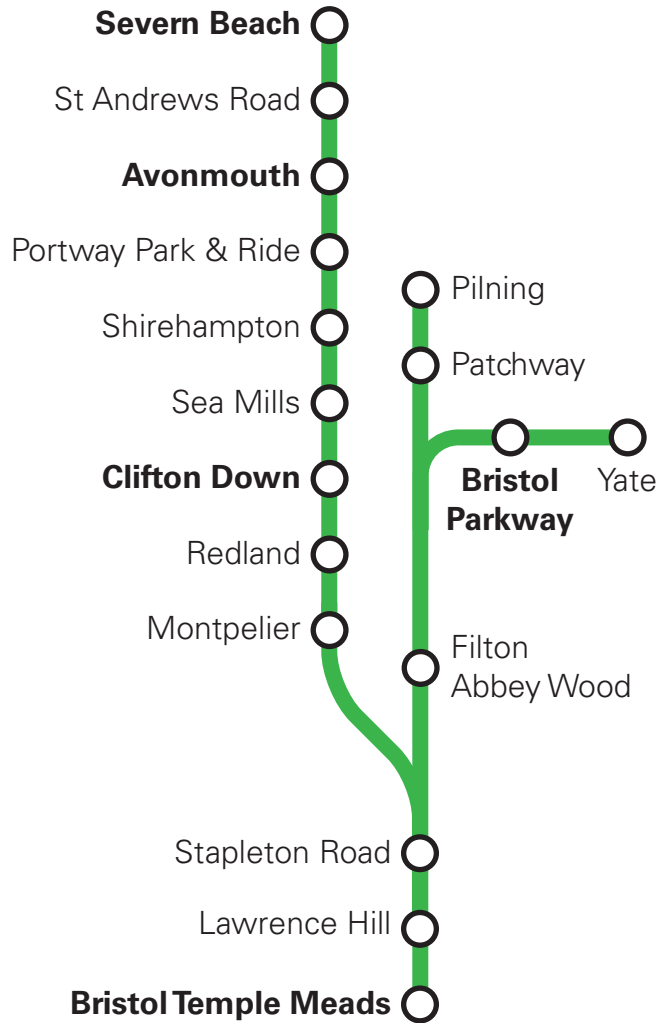 Severn Beach
St Andrews Road
Avonmouth
Portway Park & Ride
Pilning
Shirehampton
Patchway
Sea Mills
Clifton Down
Bristol
Parkway
Yate
Redland
Montpelier
Filton
Abbey Wood
Stapleton Road
Lawrence Hill
Bristol Temple Meads